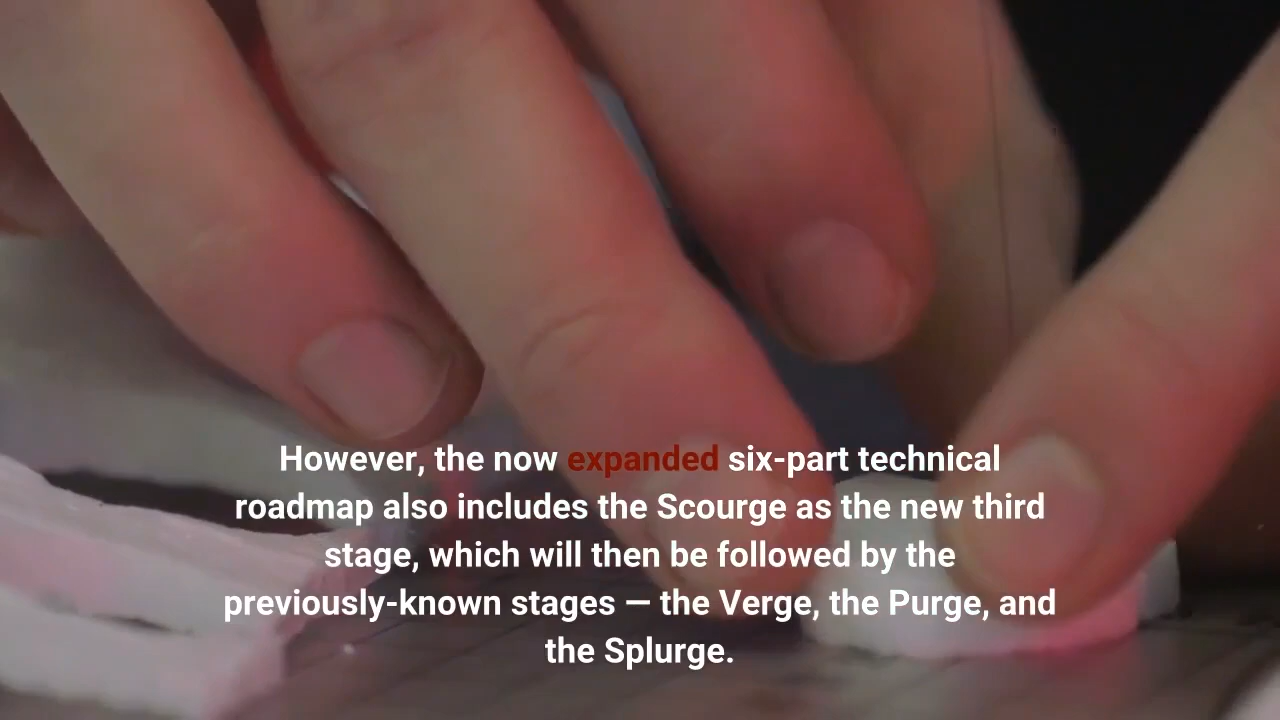 However, the now expanded six-part technical
roadmap also includes the Scourge as the new third
stage, which will then be followed by the
previously-known stages — the Verge, the Purge, and
the Splurge.